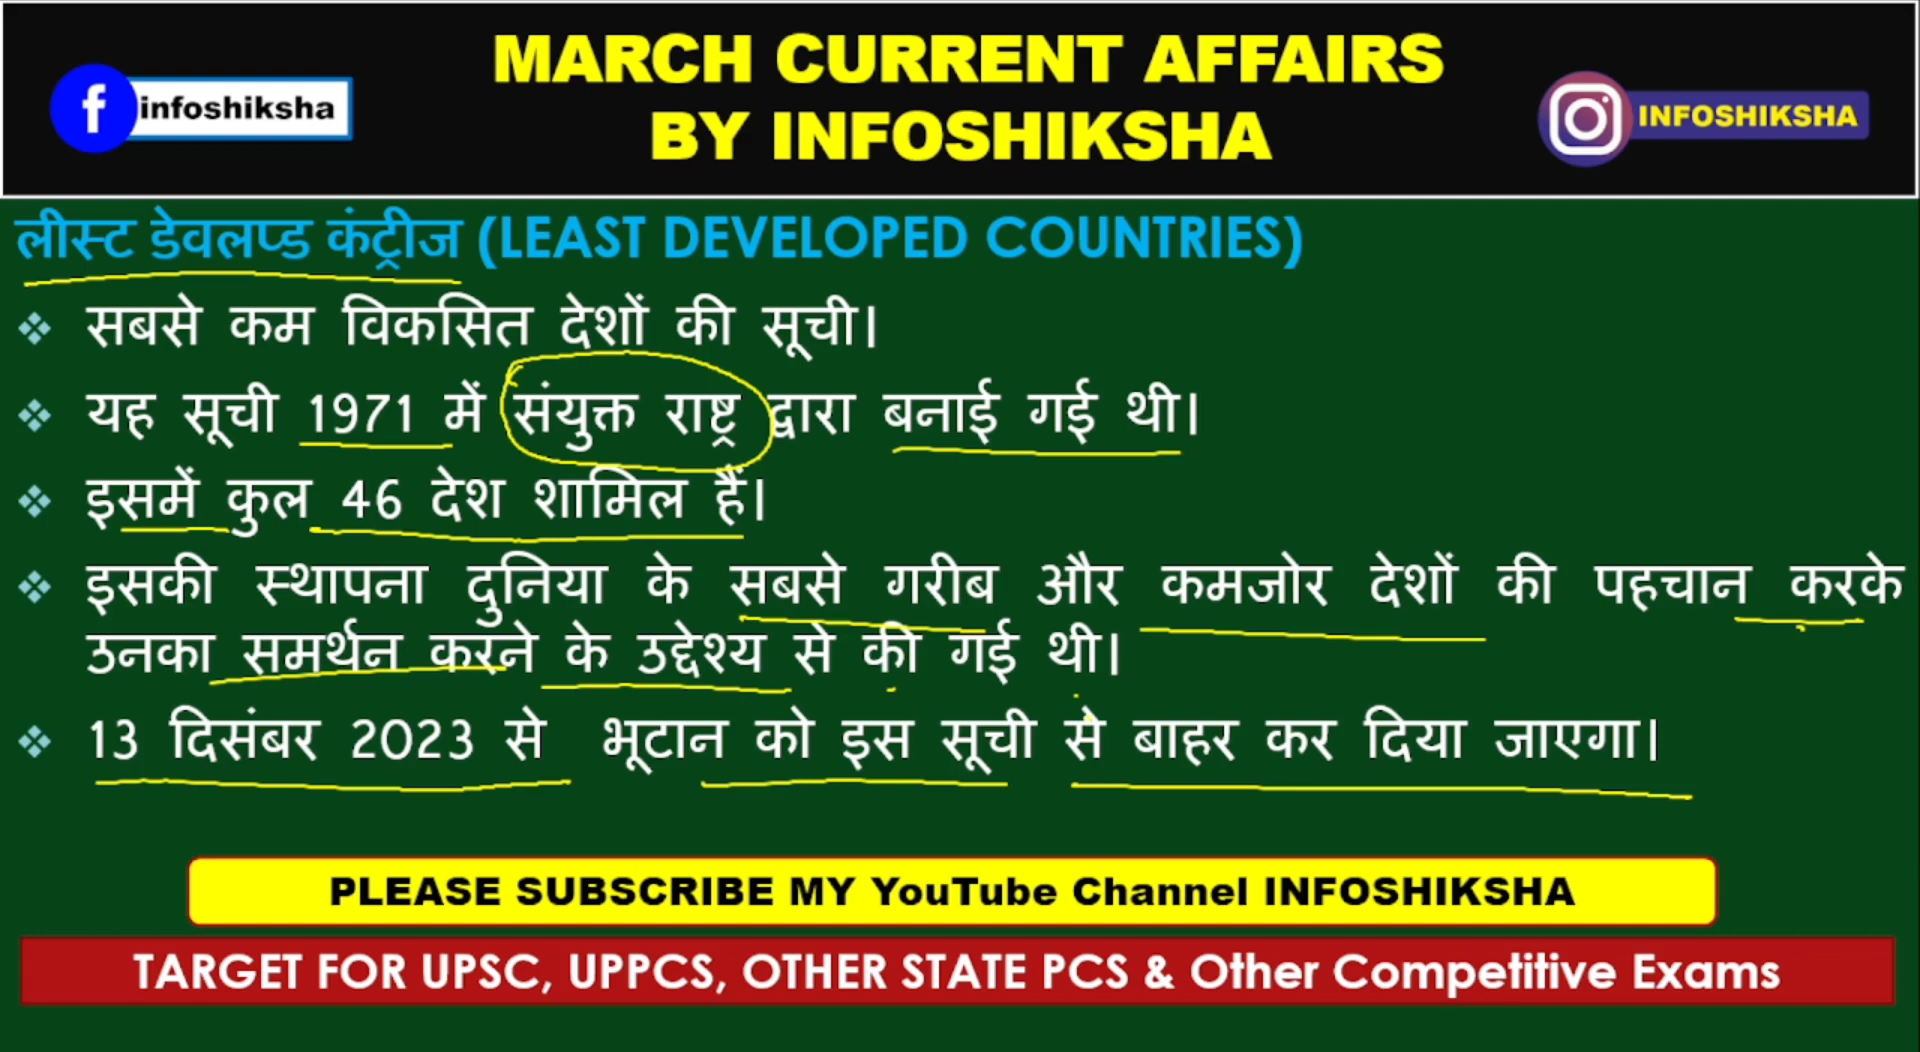 MARCH CURRENT AFFAIRS
BY INFOSHIKSHA
f infoshiksha
INFOSHIKSHA
लीस्ट डेवलप्ड कंट्रीज (LEAST DEVELOPED COUNTRIES)
❖ सबसे कम विकसित देशों की सूची।
❖ यह सूची 1971 में संयुक्त राष्ट्र द्वारा बनाई गई थी।
❖ इसमें कुल 46 देश शामिल हैं।
❖ इसकी स्थापना दुनिया के सबसे गरीब और कमजोर देशों की पहचान करके
उनका समर्थन करने के उद्देश्य से की गई थी।
❖ 13 दिसंबर 2023 से भूटान को इस सूची से बाहर कर दिया जाएगा।
PLEASE SUBSCRIBE MY YouTube Channel INFOSHIKSHA
TARGET FOR UPSC, UPPCS, OTHER STATE PCS & Other Competitive Exams